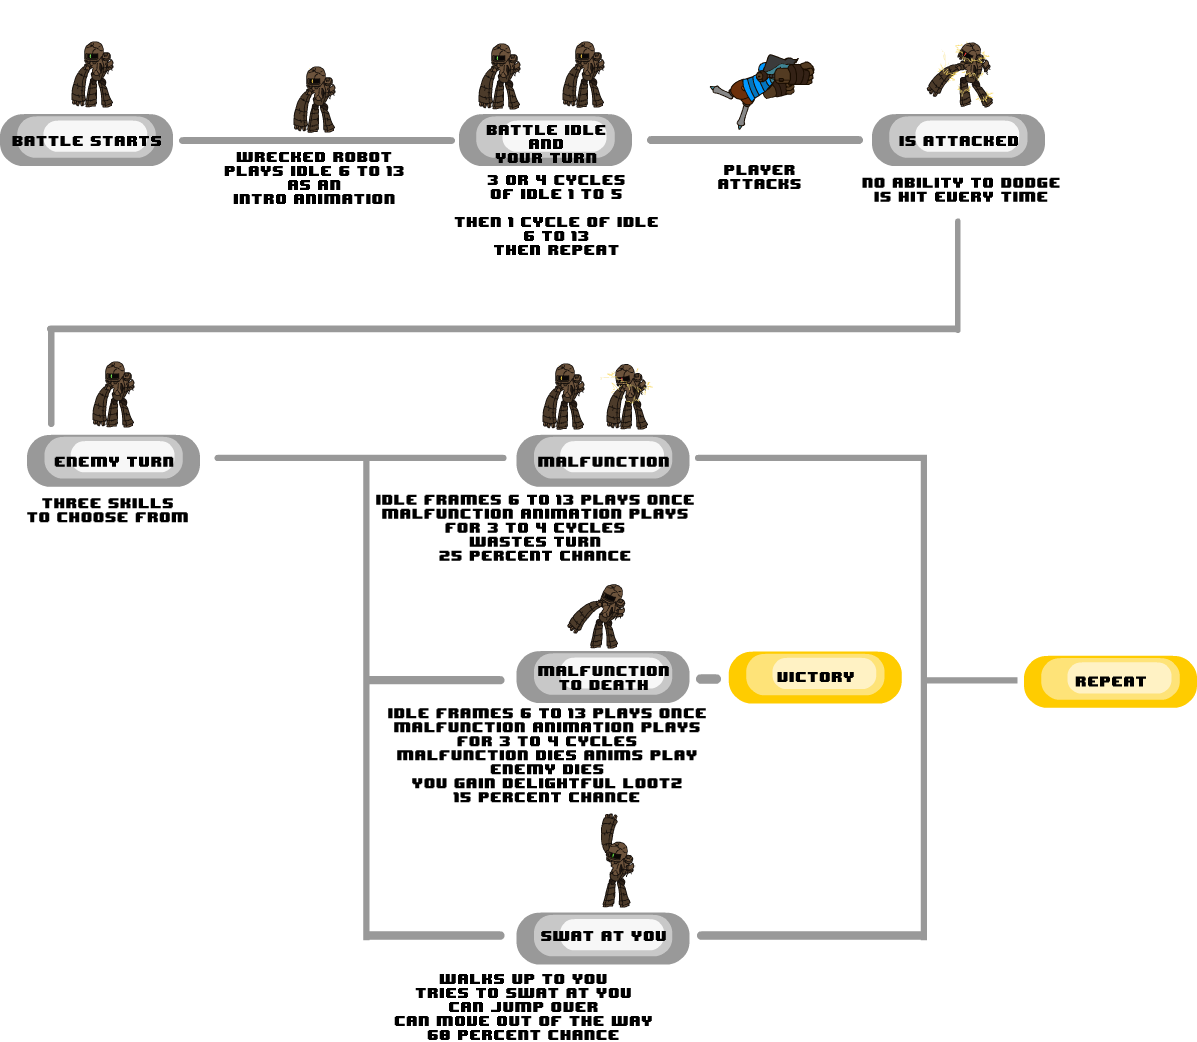 BATTLE STARTS
WRECKED ROBOT
PLAYS IDLE 6 TO 13
AS AN
INTRO ANIMATION
BATTLE IDLE
AND
YOUR TURN
3 OR 4 CYCLES
OF IDLE 1 TO 5
THEN 1 CYCLE OF IDLE
6 TO 13
THEN REPEAT
PLAYER
ATTACKS
IS ATTACKED
NO ABILITY TO DODGE
IS HIT EVERY TIME
ENEMY TURN
THREE SKILLS
TO CHOOSE FROM
MALFUNCTION
IDLE FRAMES 6 TO 13 PLAYS ONCE
MALFUNCTION ANIMATION PLAYS
FOR 3 TO 4 CYCLES
WASTES TURN
25 PERCENT CHANCE
MALFUNCTION
TO DEATH
IDLE FRAMES 6 TO 13 PLAYS ONCE
MALFUNCTION ANIMATION PLAYS
FOR 3 TO 4 CYCLES
MALFUNCTION DIES ANIMS PLAY
ENEMY DIES
YOU GAIN DELIGHTFUL LOOTZ
15 PERCENT CHANCE
VICTORY
REPEAT
SWAT AT YOU
WALKS UP TO YOU
TRIES TO SWAT AT YOU
CAN JUMP OVER
CAN MOVE OUT OF THE WAY
60 PERCENT CHANCE